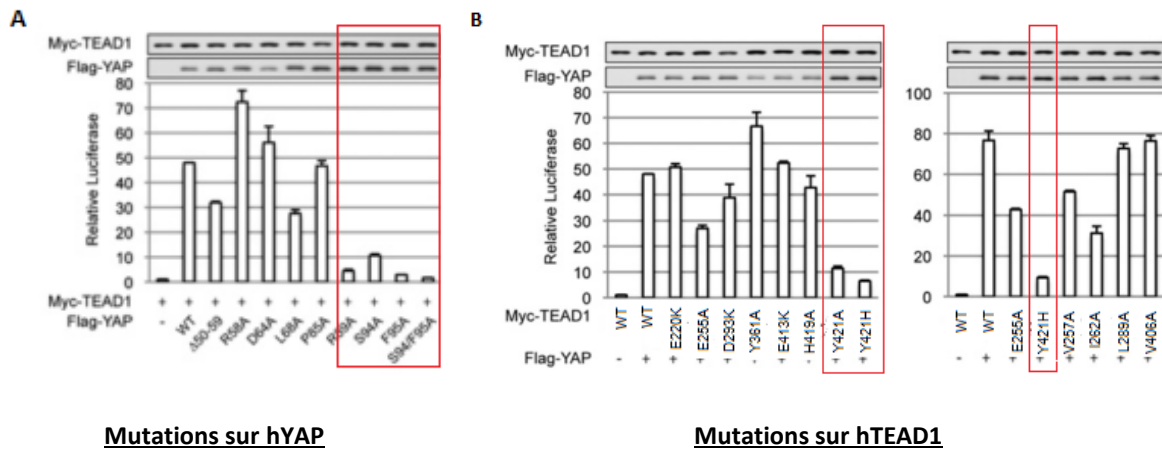 A
B
Myc-TEAD1
Flag-YAP
80
70
60
50
40
30
20
10
0
Relative Luciferase
Myc-TEAD1 + + + + + + + + + + +
Flag-YAP - WT Δ50-59 R58A D64A L68A P85A R89A S94A F95A S94/F95A
Myc-TEAD1
Flag-YAP
80
70
60
50
40
30
20
10
0
Relative Luciferase
Myc-TEAD1 WT WT E220K E255A D293K Y361A E413K H419A Y421A Y421H
Flag-YAP - + + + + - + - + +
100
80
60
40
20
0
WT WT E255A Y421H V257A I262A L289A V406A
- + + + + + + +
Mutations sur hYAP
Mutations sur hTEAD1